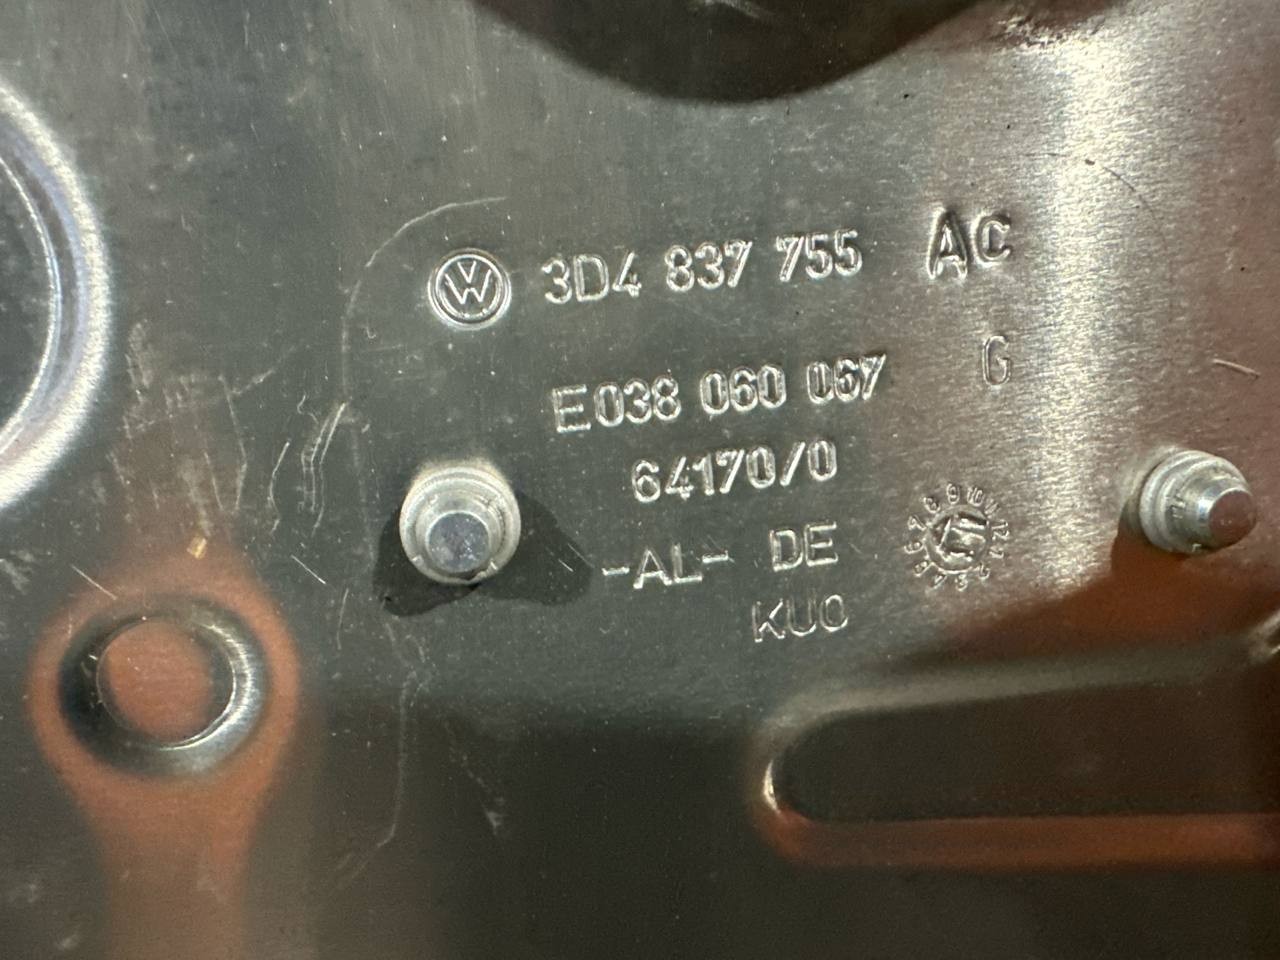 3D4 837 755 AC
G
E038 060 067
64170/0
-AL- DE
KUO